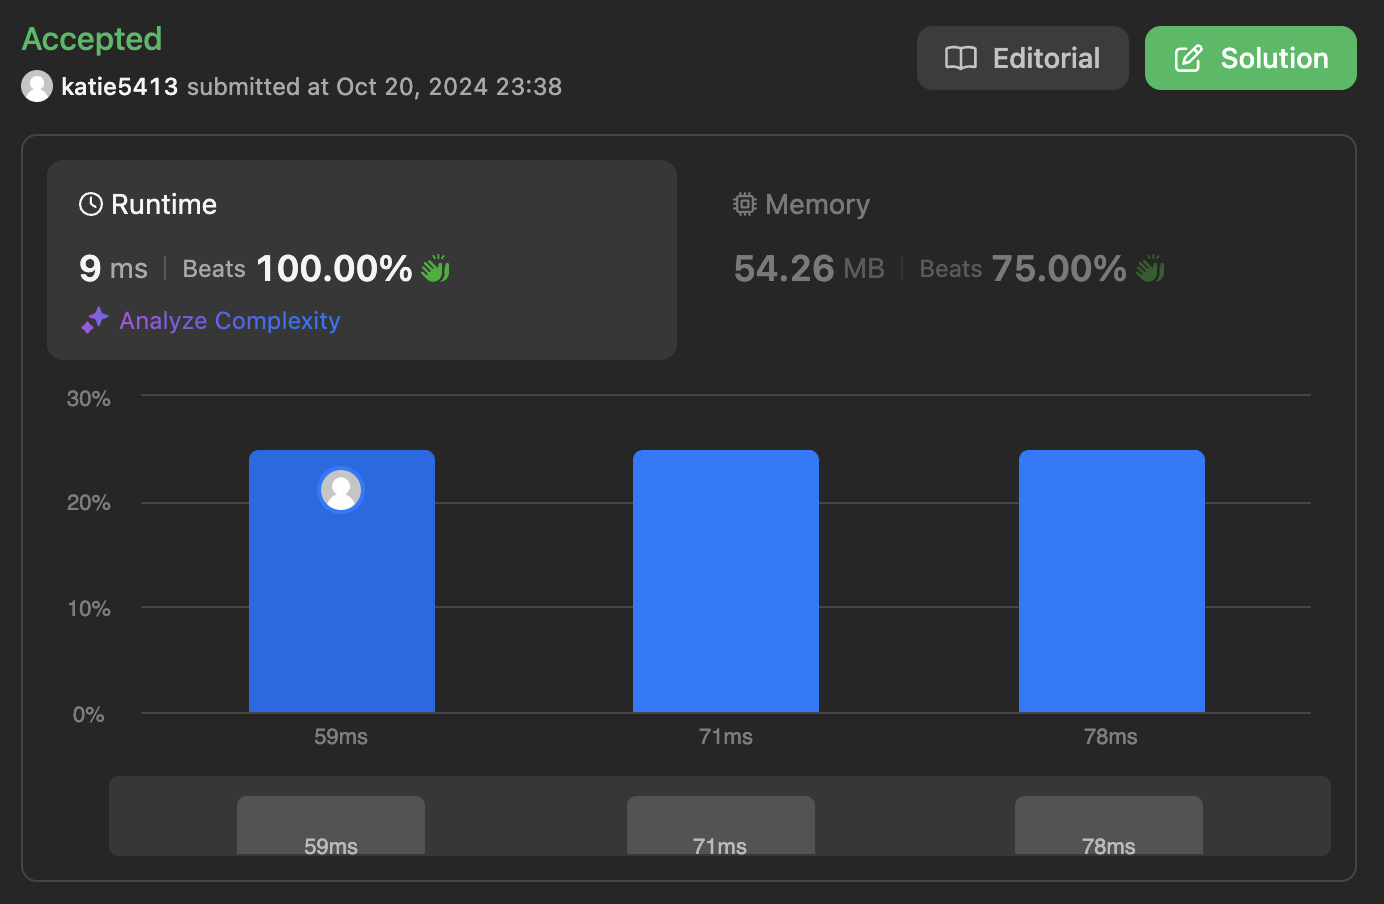 Accepted
katie5413 submitted at Oct 20, 2024 23:38
Editorial
Solution
Runtime
9 ms | Beats 100.00%
Analyze Complexity
Memory
54.26 MB | Beats 75.00%
30%
20%
10%
0%
59ms 71ms 78ms
59ms 71ms 78ms